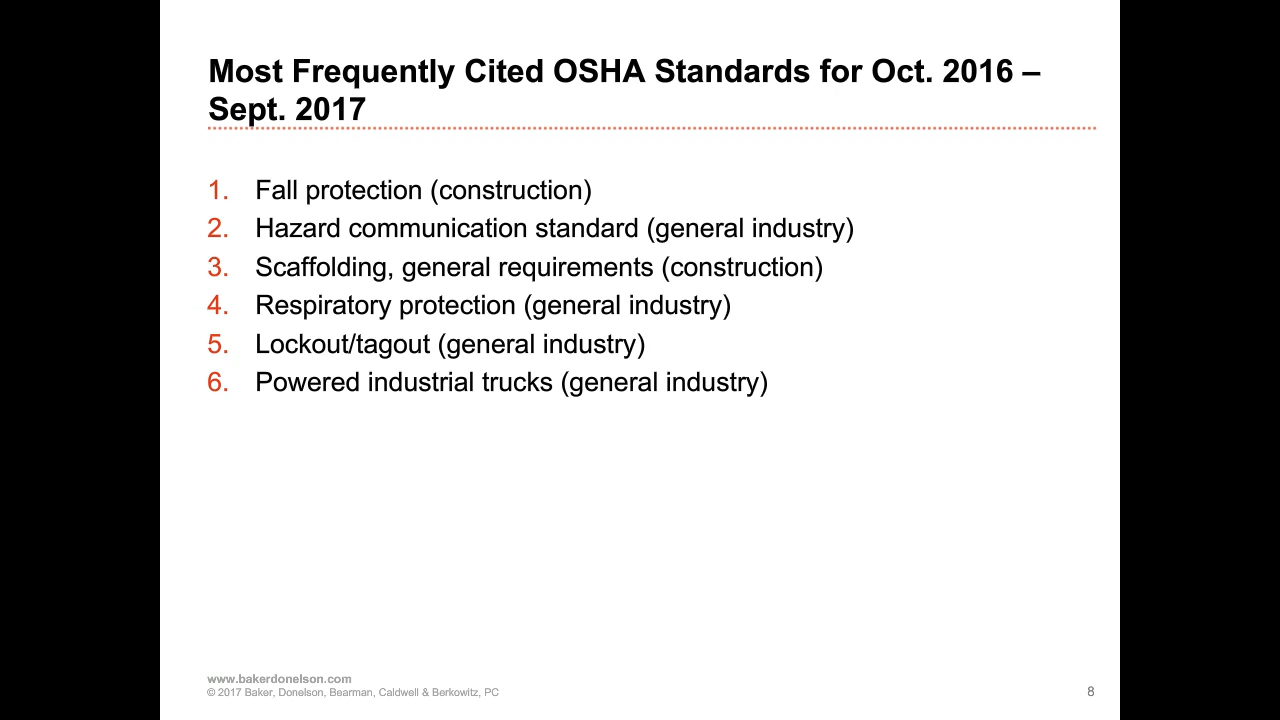 Most Frequently Cited OSHA Standards for Oct. 2016 –
Sept. 2017
1. Fall protection (construction)
2. Hazard communication standard (general industry)
3. Scaffolding, general requirements (construction)
4. Respiratory protection (general industry)
5. Lockout/tagout (general industry)
6. Powered industrial trucks (general industry)
www.bakerdonelson.com
© 2017 Baker, Donelson, Bearman, Caldwell & Berkowitz, PC
8